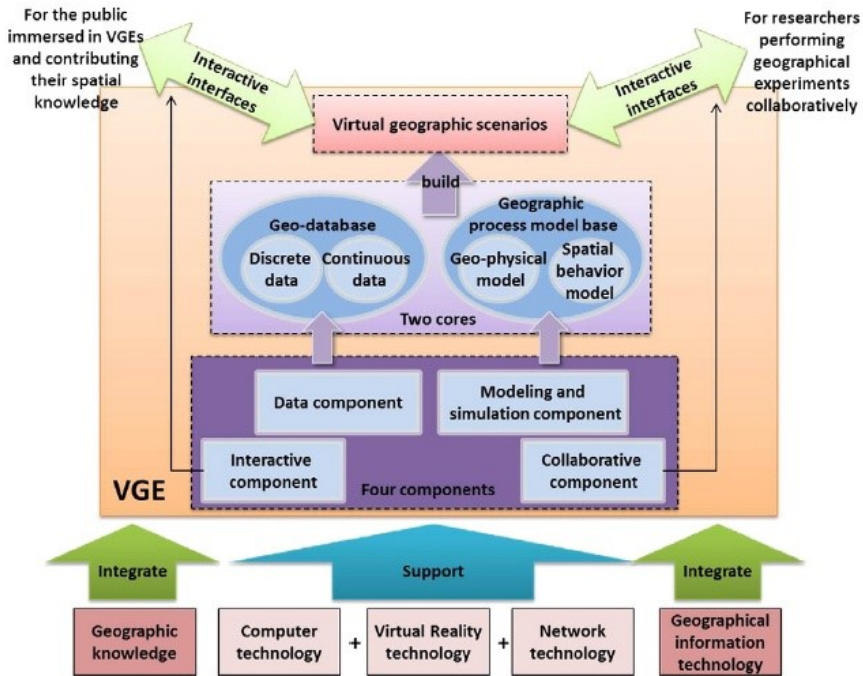 For the public
immersed in VGEs
and contributing
their spatial
knowledge
For researchers
performing
geographical
experiments
collaboratively
Interactive
interfaces
Interactive
interfaces
Virtual geographic scenarios
build
Geo-database
Discrete
data
Continuous
data
Geographic
process model base
Geo-physical
model
Spatial
behavior
model
Two cores
Data component
Modeling and
simulation component
Interactive
component
Collaborative
component
Four components
VGE
Integrate
Support
Integrate
Geographic
knowledge
Computer
technology
+
Virtual Reality
technology
+
Network
technology
Geographical
information
technology